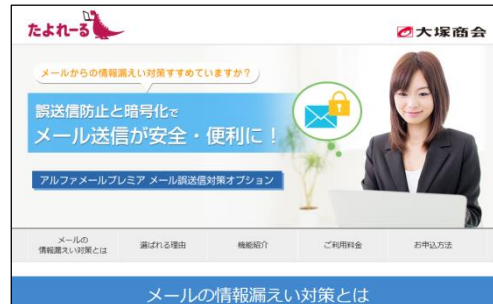 たよれーる
大塚商会
メールからの情報漏えい対策すすめていますか?
誤送信防止と暗号化で
メール送信が安全・便利に!
アルファメールプレミア メール誤送信対策オプション
メールの
情報漏えい対策とは
選ばれる理由
機能紹介
ご利用料金
お申込方法
メールの情報漏えい対策とは